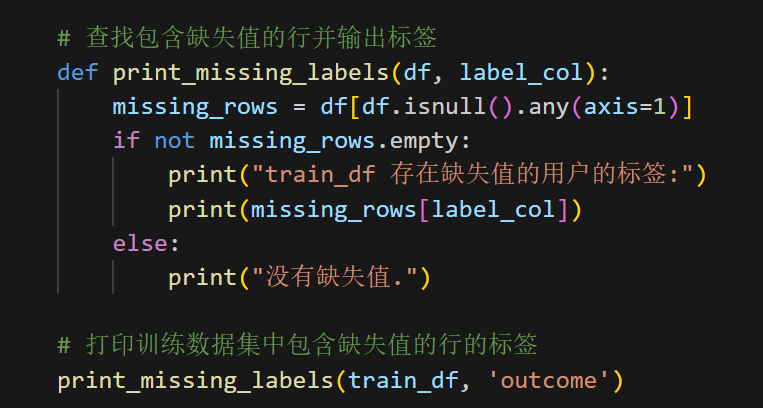 # 查找包含缺失值的行并输出标签
def print_missing_labels(df, label_col):
    missing_rows = df[df.isnull().any(axis=1)]
    if not missing_rows.empty:
        print("train_df 存在缺失值的用户的标签:")
        print(missing_rows[label_col])
    else:
        print("没有缺失值.")
# 打印训练数据集中包含缺失值的行的标签
print_missing_labels(train_df, 'outcome')